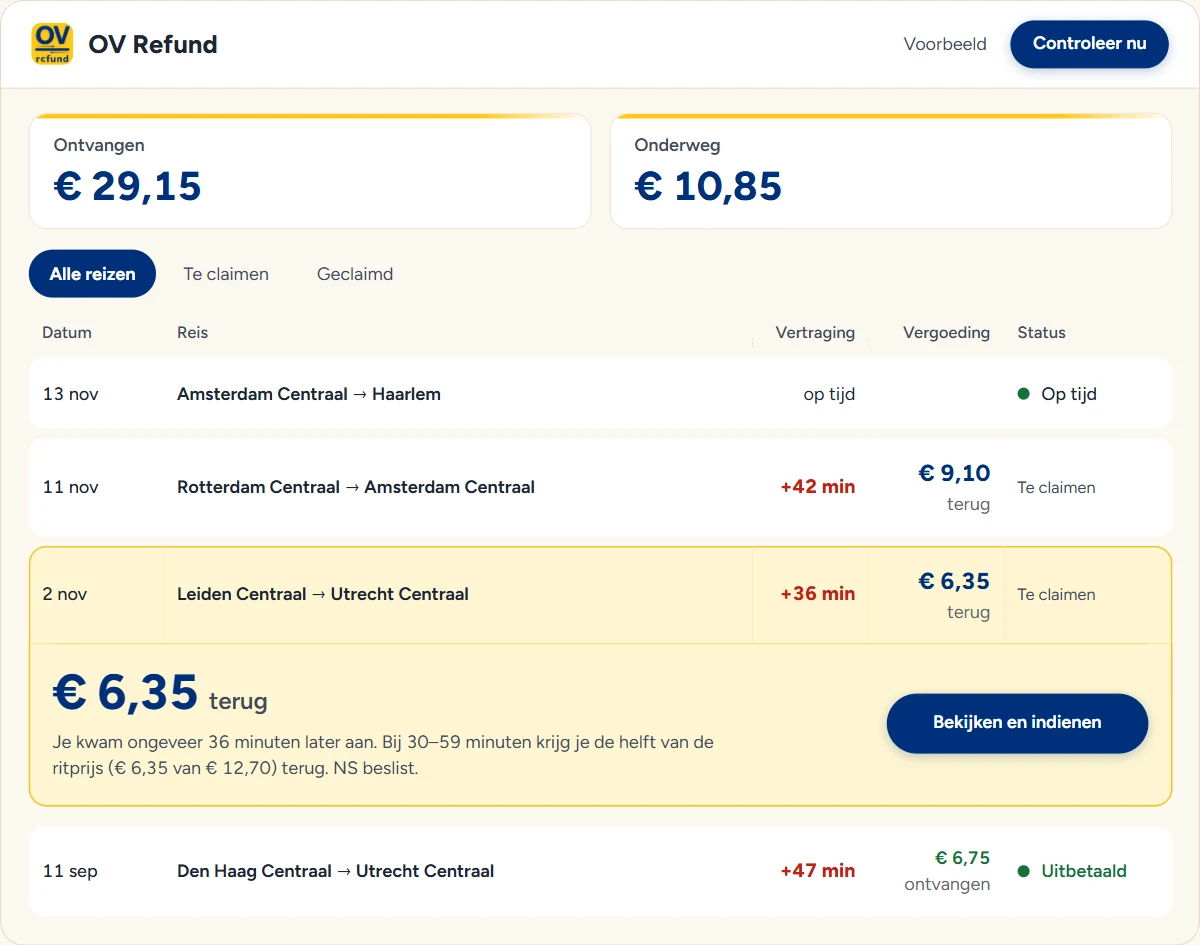 OV
refund
OV Refund
Voorbeeld
Controleer nu
Ontvangen
€ 29,15
Onderweg
€ 10,85
Alle reizen
Te claimen
Geclaimd
Datum
Reis
Vertraging
Vergoeding
Status
13 nov
Amsterdam Centraal → Haarlem
op tijd
Op tijd
11 nov
Rotterdam Centraal → Amsterdam Centraal
+42 min
€ 9,10
terug
Te claimen
2 nov
Leiden Centraal → Utrecht Centraal
+36 min
€ 6,35
terug
Te claimen
€ 6,35 terug
Je kwam ongeveer 36 minuten later aan. Bij 30–59 minuten krijg je de helft van de
ritprijs (€ 6,35 van € 12,70) terug. NS beslist.
Bekijken en indienen
11 sep
Den Haag Centraal → Utrecht Centraal
+47 min
€ 6,75
ontvangen
Uitbetaald